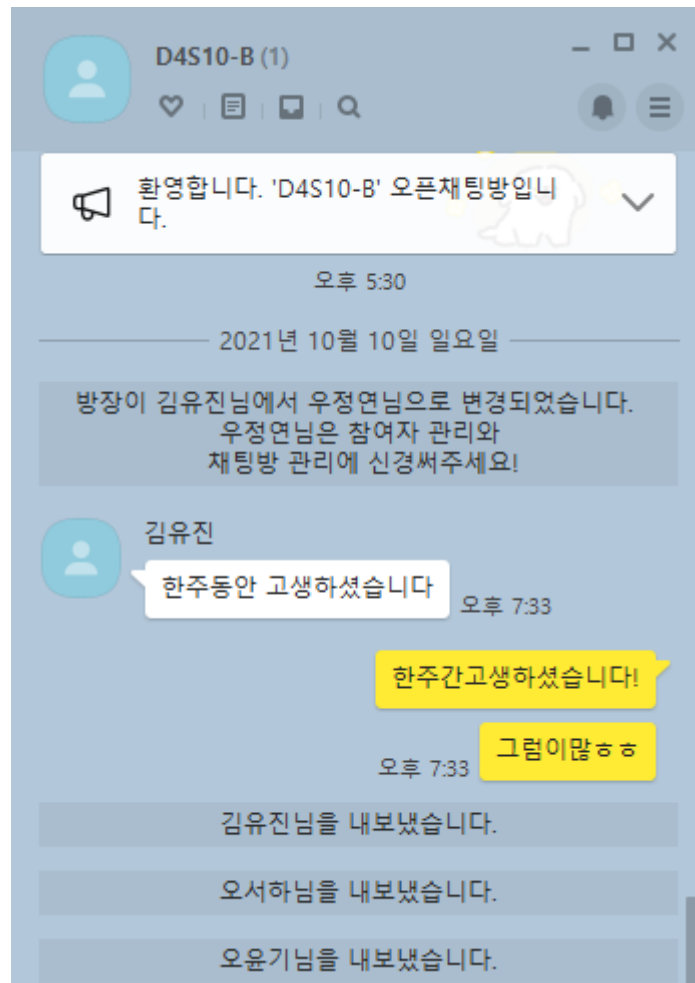 D4S10-B (1)
환영합니다. 'D4S10-B' 오픈채팅방입니
다.
오후 5:30
2021년 10월 10일 일요일
방장이 김유진님에서 우정연님으로 변경되었습니다.
우정연님은 참여자 관리와
채팅방 관리에 신경써주세요!
김유진
한주동안 고생하셨습니다
오후 7:33
한주간고생하셨습니다!
그럼이많ㅎㅎ
오후 7:33
김유진님을 내보냈습니다.
오서하님을 내보냈습니다.
오윤기님을 내보냈습니다.